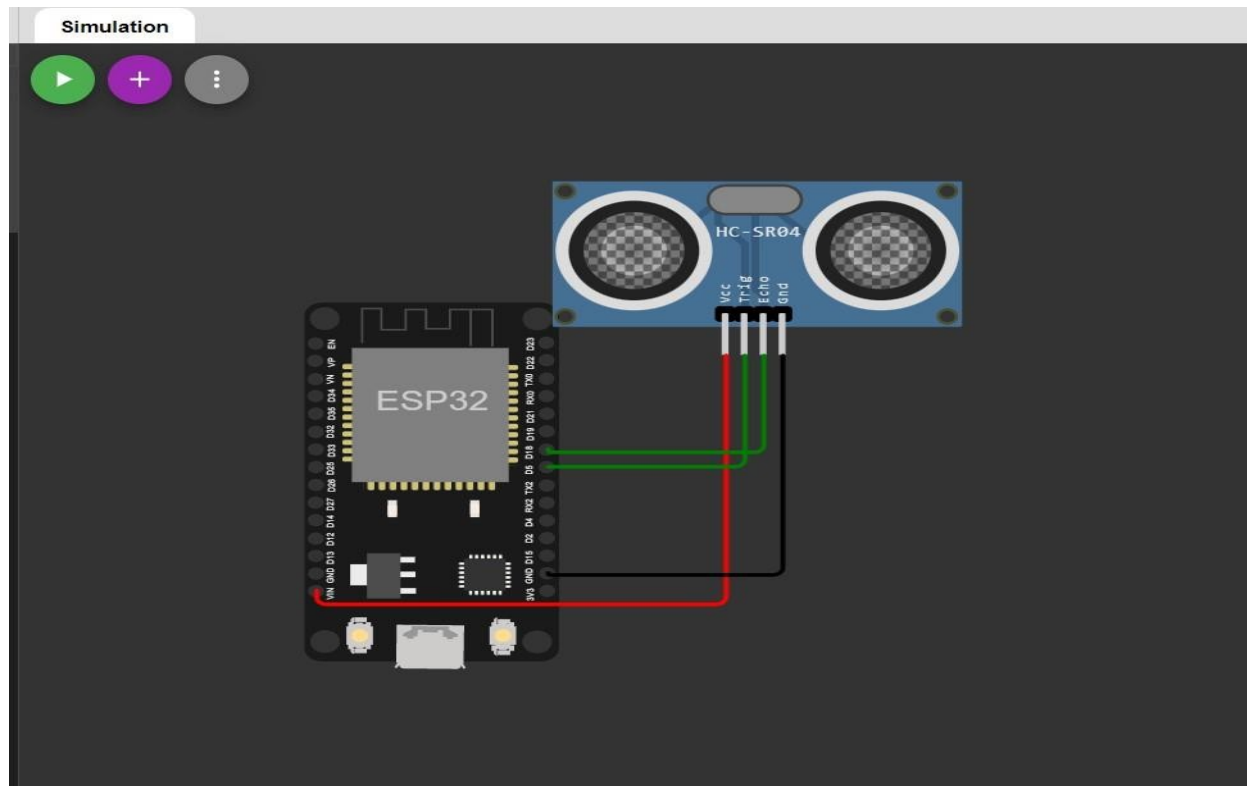 Simulation
HC-SR04
Vcc
Trig
Echo
Gnd
ESP32
EN
VP
VN
D34
D35
D32
D33
D25
D26
D27
D14
D12
D13
GND
VIN
D23
D22
TX0
RX0
D21
D19
D18
D5
TX2
RX2
D4
D2
D15
GND
3V3